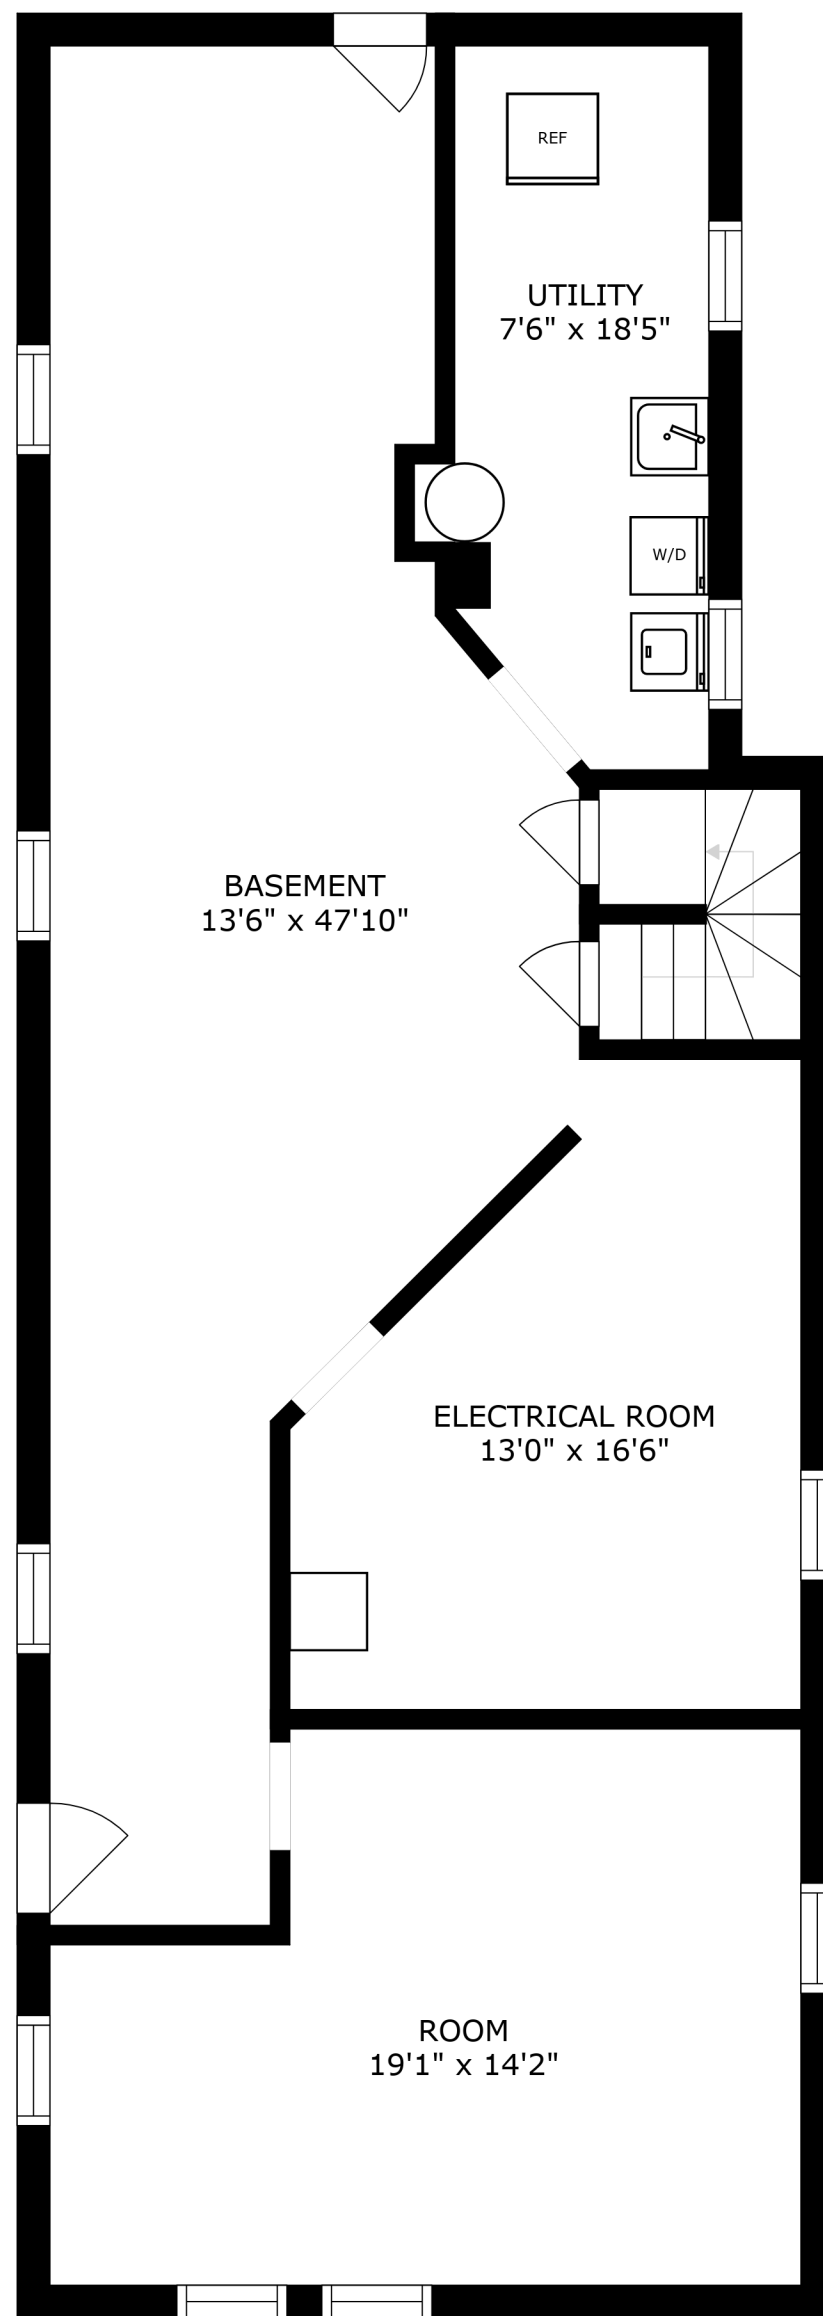 REF
UTILITY
7'6" x 18'5"
W/D
BASEMENT
13'6" x 47'10"
ELECTRICAL ROOM
13'0" x 16'6"
ROOM
19'1" x 14'2"